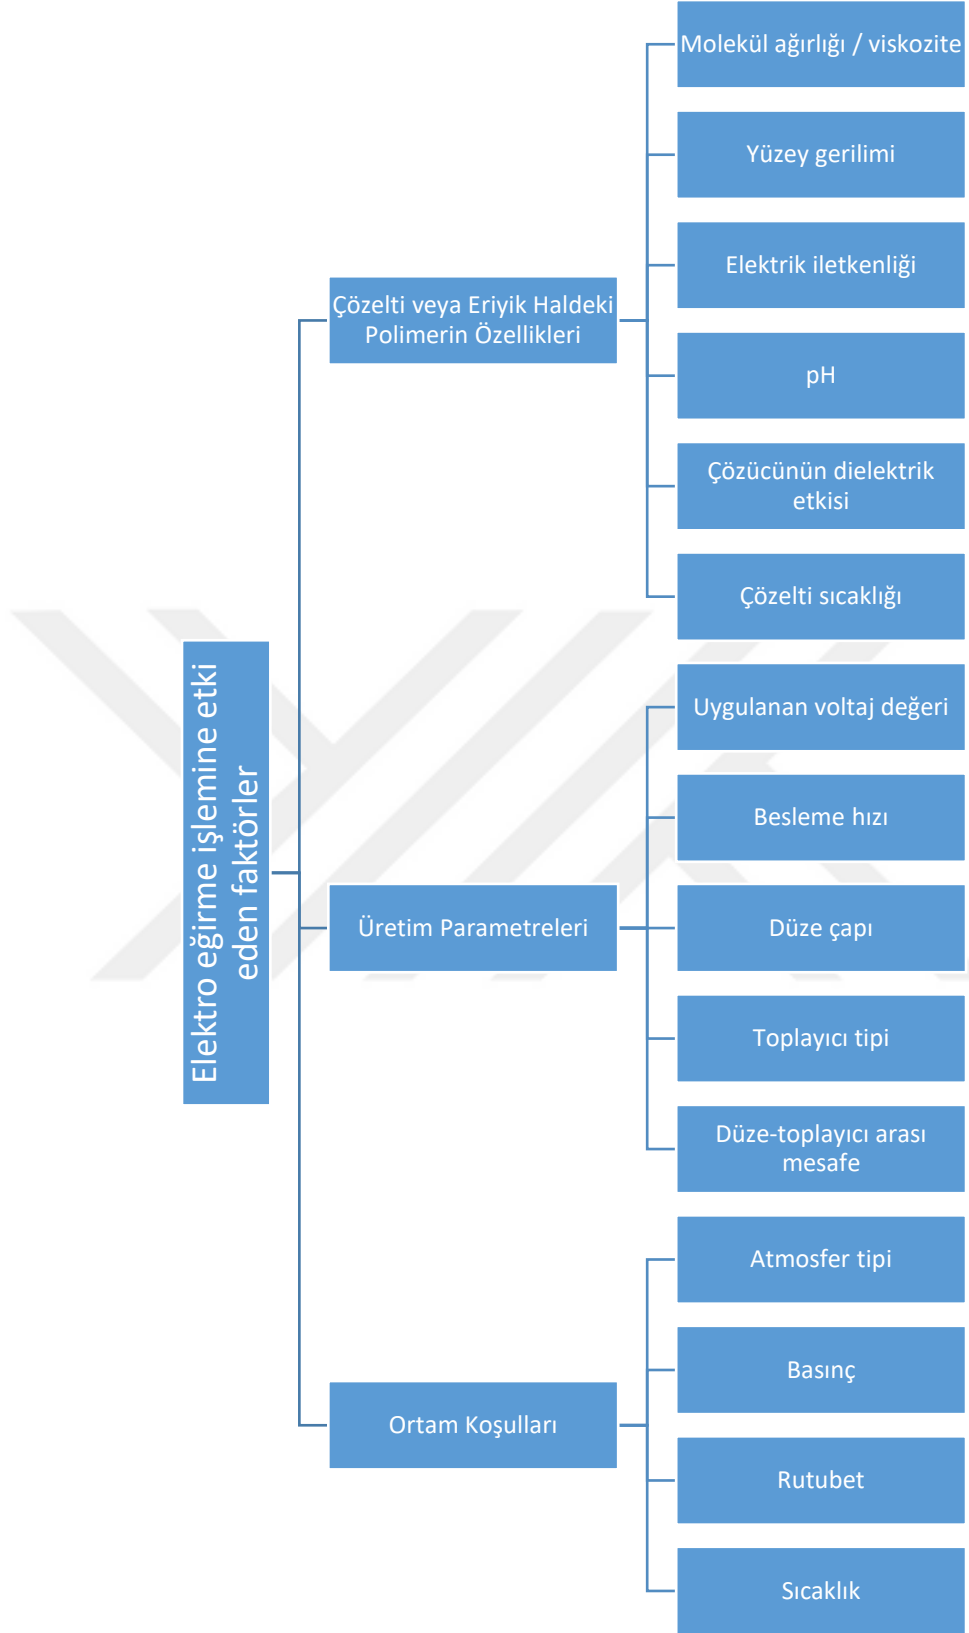 Elektro eğirme işlemine etki
eden faktörler
Çözelti veya Eriyik Haldeki
Polimerin Özellikleri
Molekül ağırlığı / viskozite
Yüzey gerilimi
Elektrik iletkenliği
pH
Çözücünün dielektrik
etkisi
Çözelti sıcaklığı
Üretim Parametreleri
Uygulanan voltaj değeri
Besleme hızı
Düze çapı
Toplayıcı tipi
Düze-toplayıcı arası
mesafe
Ortam Koşulları
Atmosfer tipi
Basınç
Rutubet
Sıcaklık